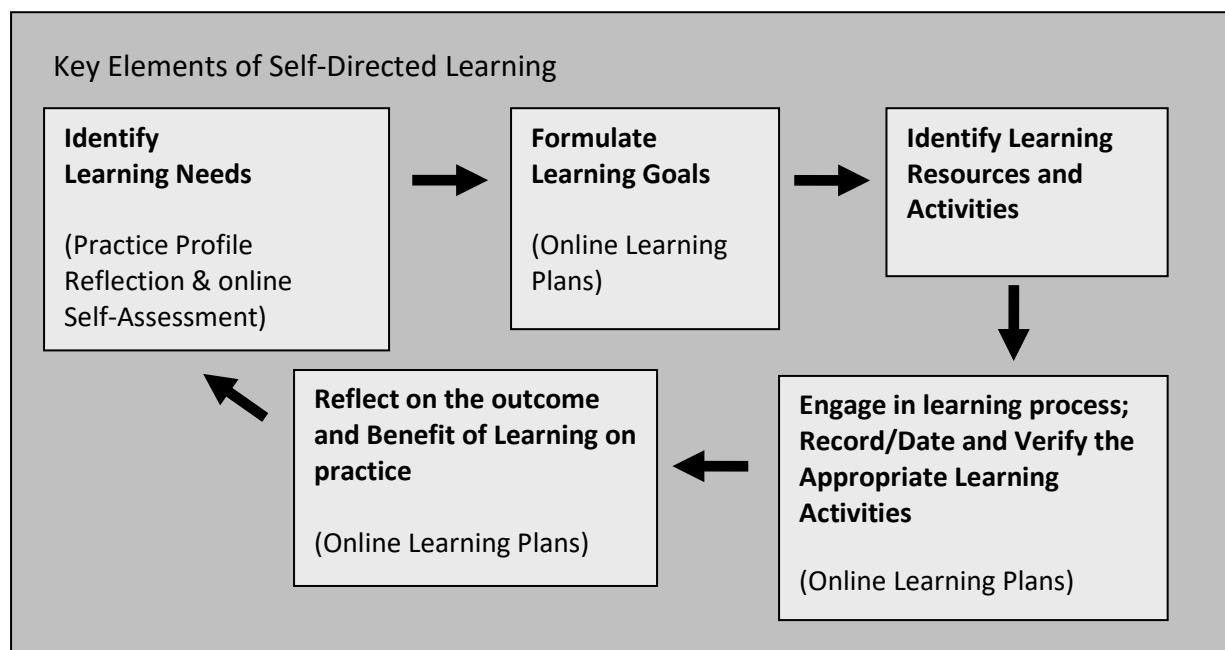 Key Elements of Self-Directed Learning
Identify
Learning Needs
(Practice Profile
Reflection & online
Self-Assessment)
Formulate
Learning Goals
(Online Learning
Plans)
Identify Learning
Resources and
Activities
Engage in learning process;
Record/Date and Verify the
Appropriate Learning
Activities
(Online Learning Plans)
Reflect on the outcome
and Benefit of Learning on
practice
(Online Learning Plans)